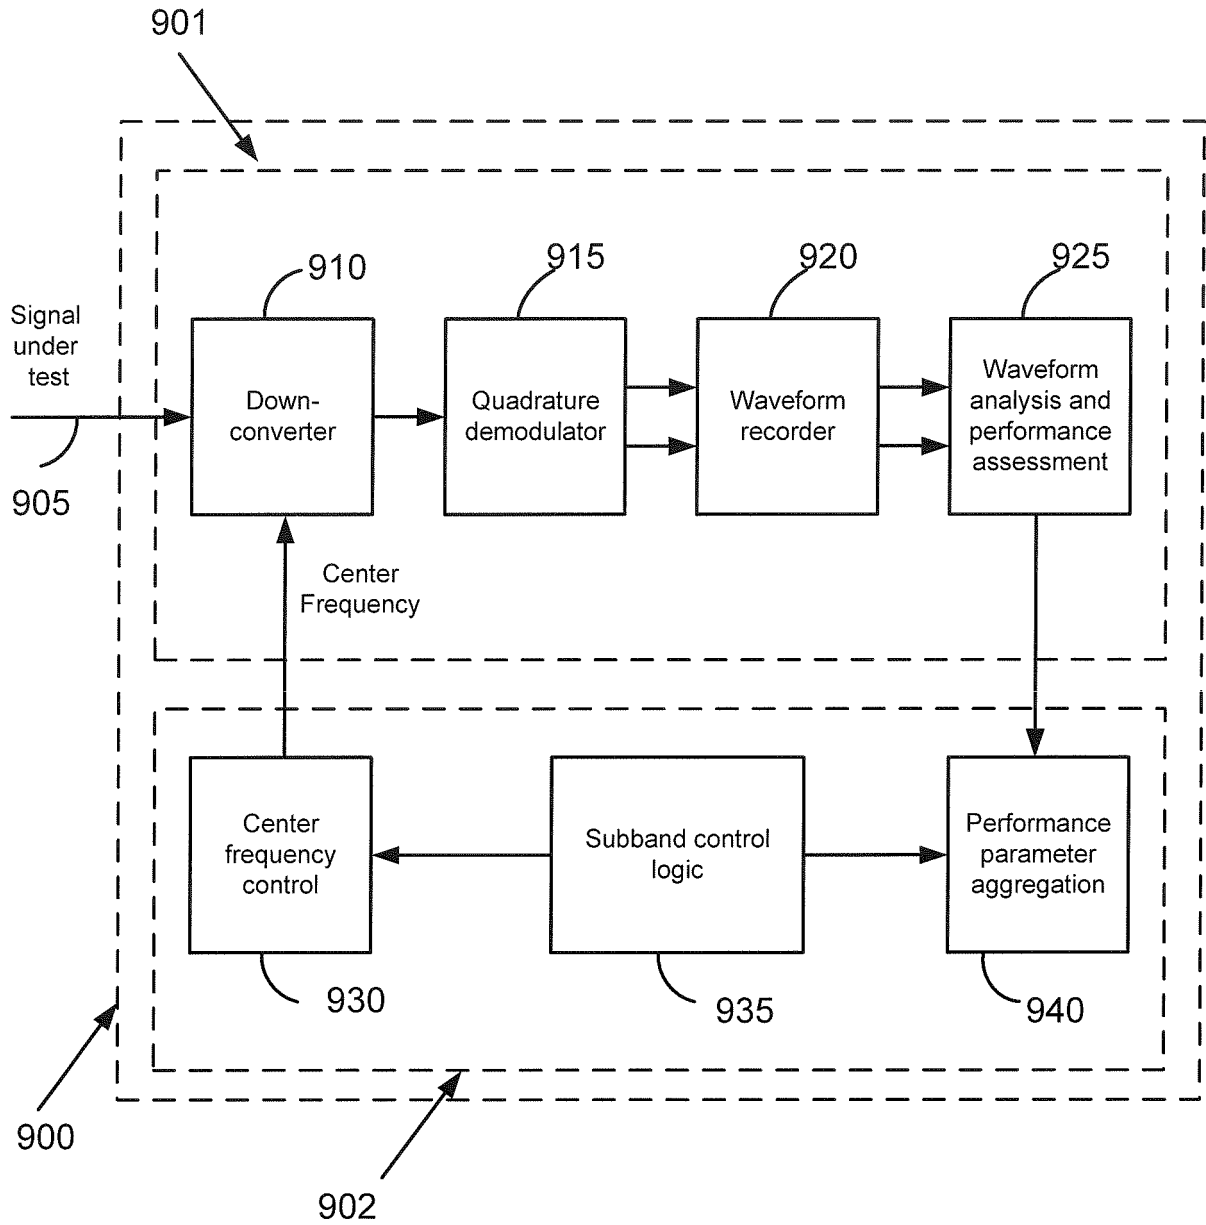 901
910
915
920
925
Signal
under
test
Down-
converter
Quadrature
demodulator
Waveform
recorder
Waveform
analysis and
performance
assessment
905
Center
Frequency
Center
frequency
control
Subband control
logic
Performance
parameter
aggregation
930
935
940
900
902